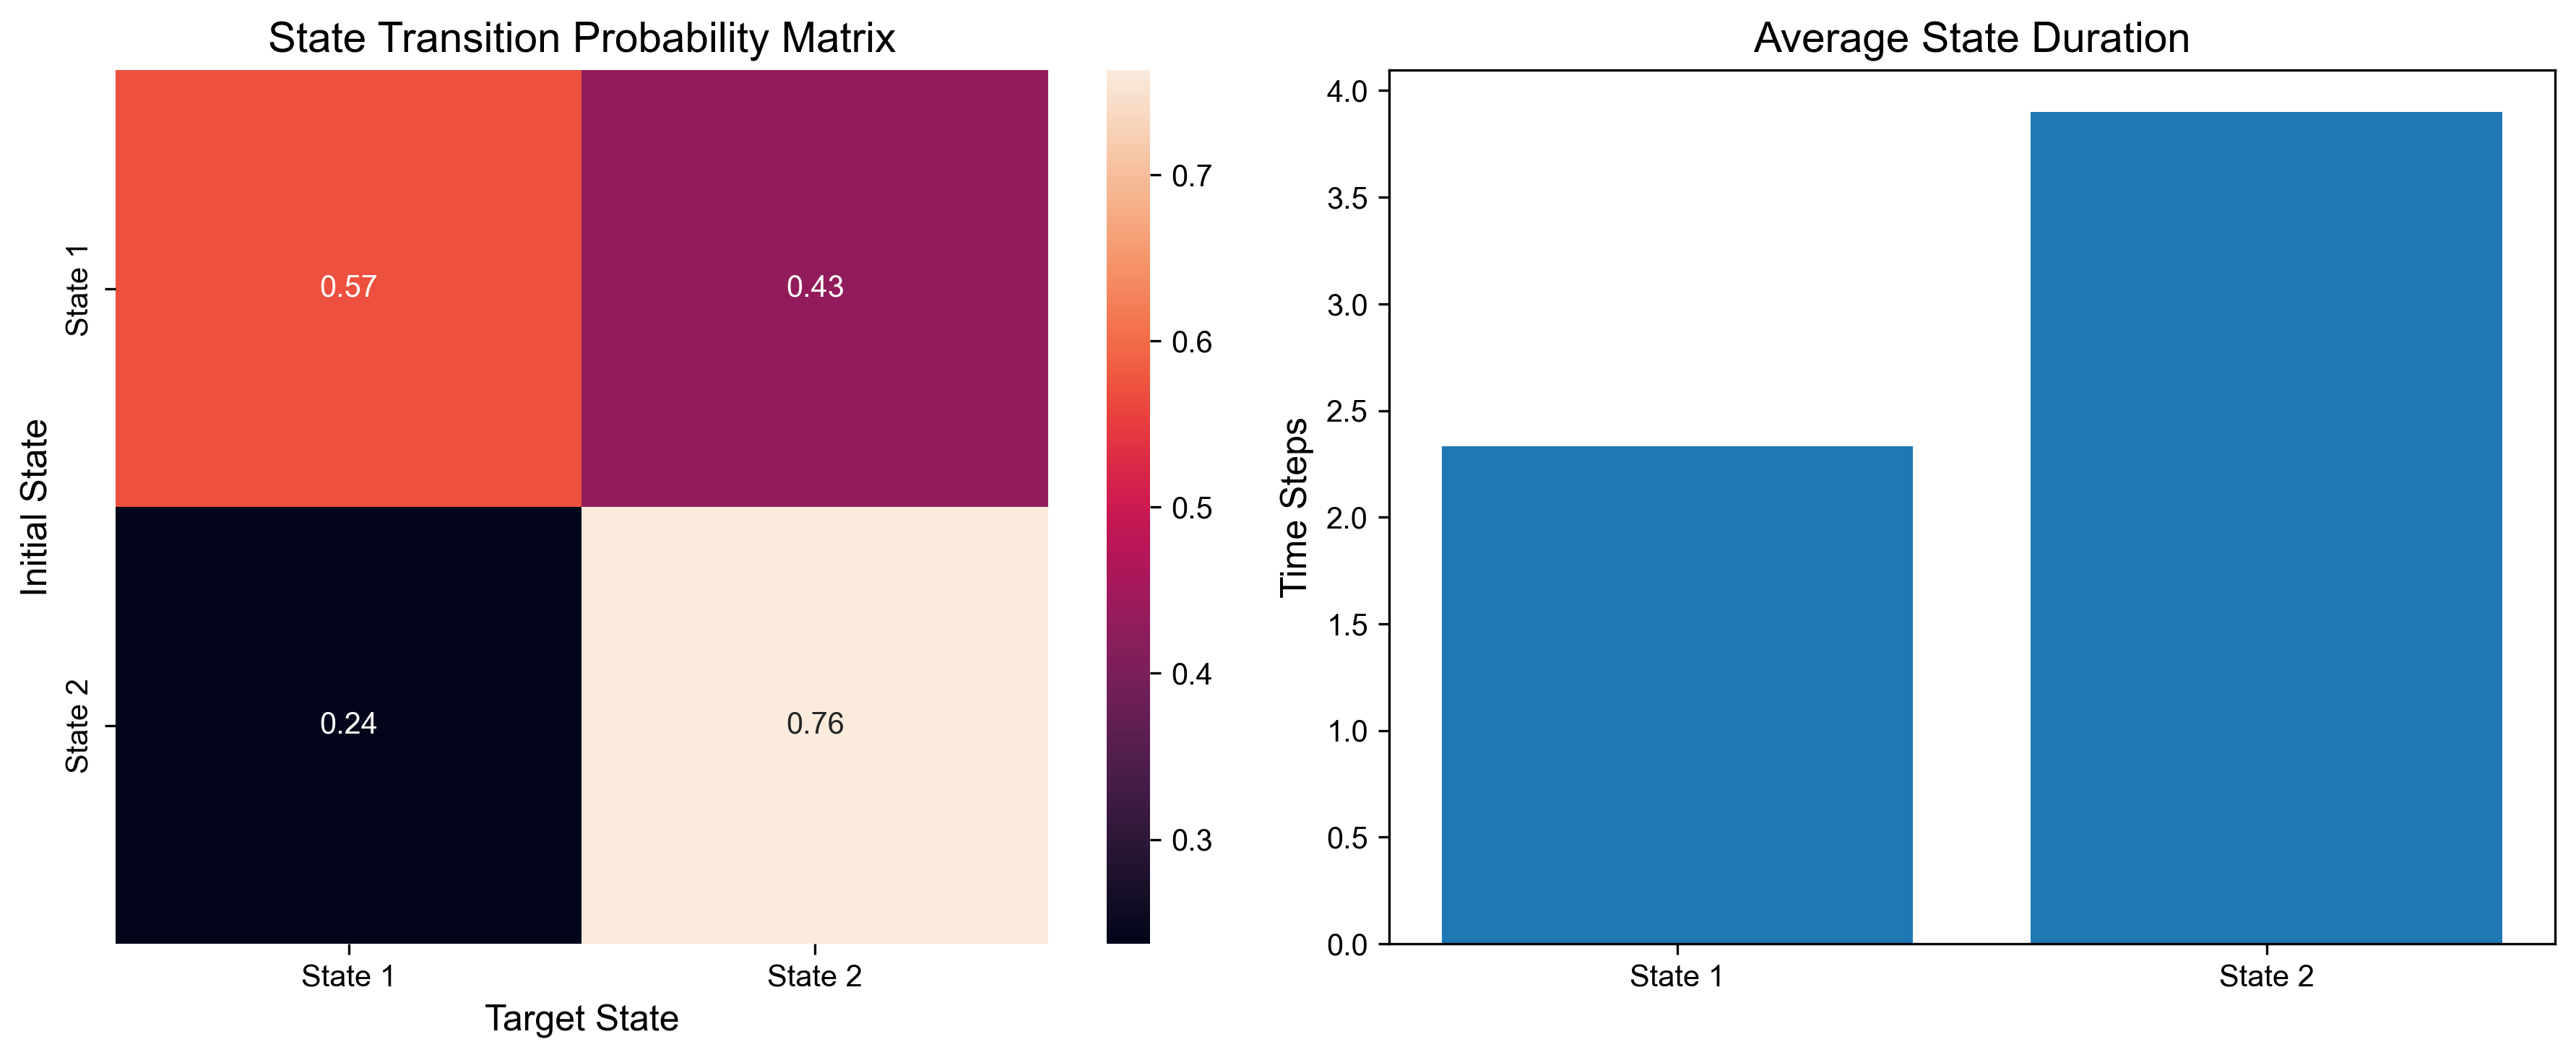 State Transition Probability Matrix
Initial State
State 1
State 2
0.57
0.43
0.24
0.76
State 1
State 2
Target State
0.7
0.6
0.5
0.4
0.3
Average State Duration
Time Steps
4.0
3.5
3.0
2.5
2.0
1.5
1.0
0.5
0.0
State 1
State 2